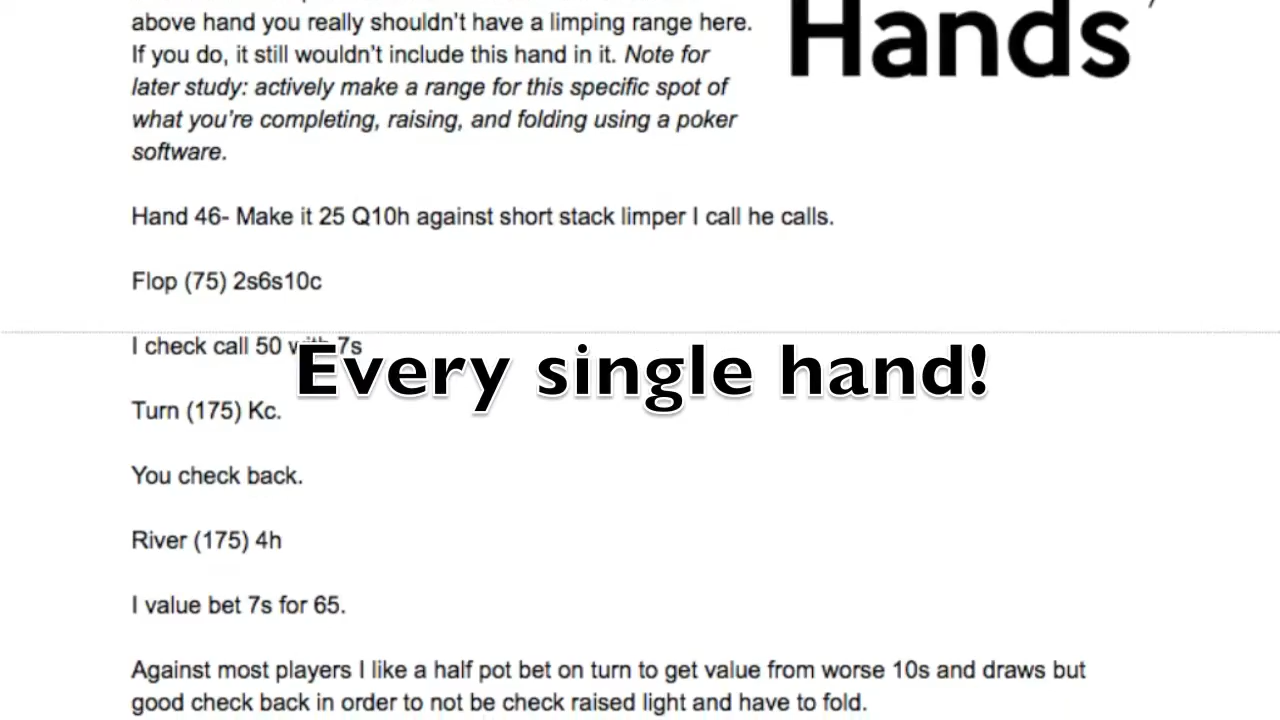 above hand you really shouldn't have a limping range here.
If you do, it still wouldn't include this hand in it. Note for
later study: actively make a range for this specific spot of
what you're completing, raising, and folding using a poker
software.
Hands
Hand 46- Make it 25 Q10h against short stack limper I call he calls.
Flop (75) 2s6s10c
I check call 50 with 7s
Every single hand!
Turn (175) Kc.
You check back.
River (175) 4h
I value bet 7s for 65.
Against most players I like a half pot bet on turn to get value from worse 10s and draws but
good check back in order to not be check raised light and have to fold.